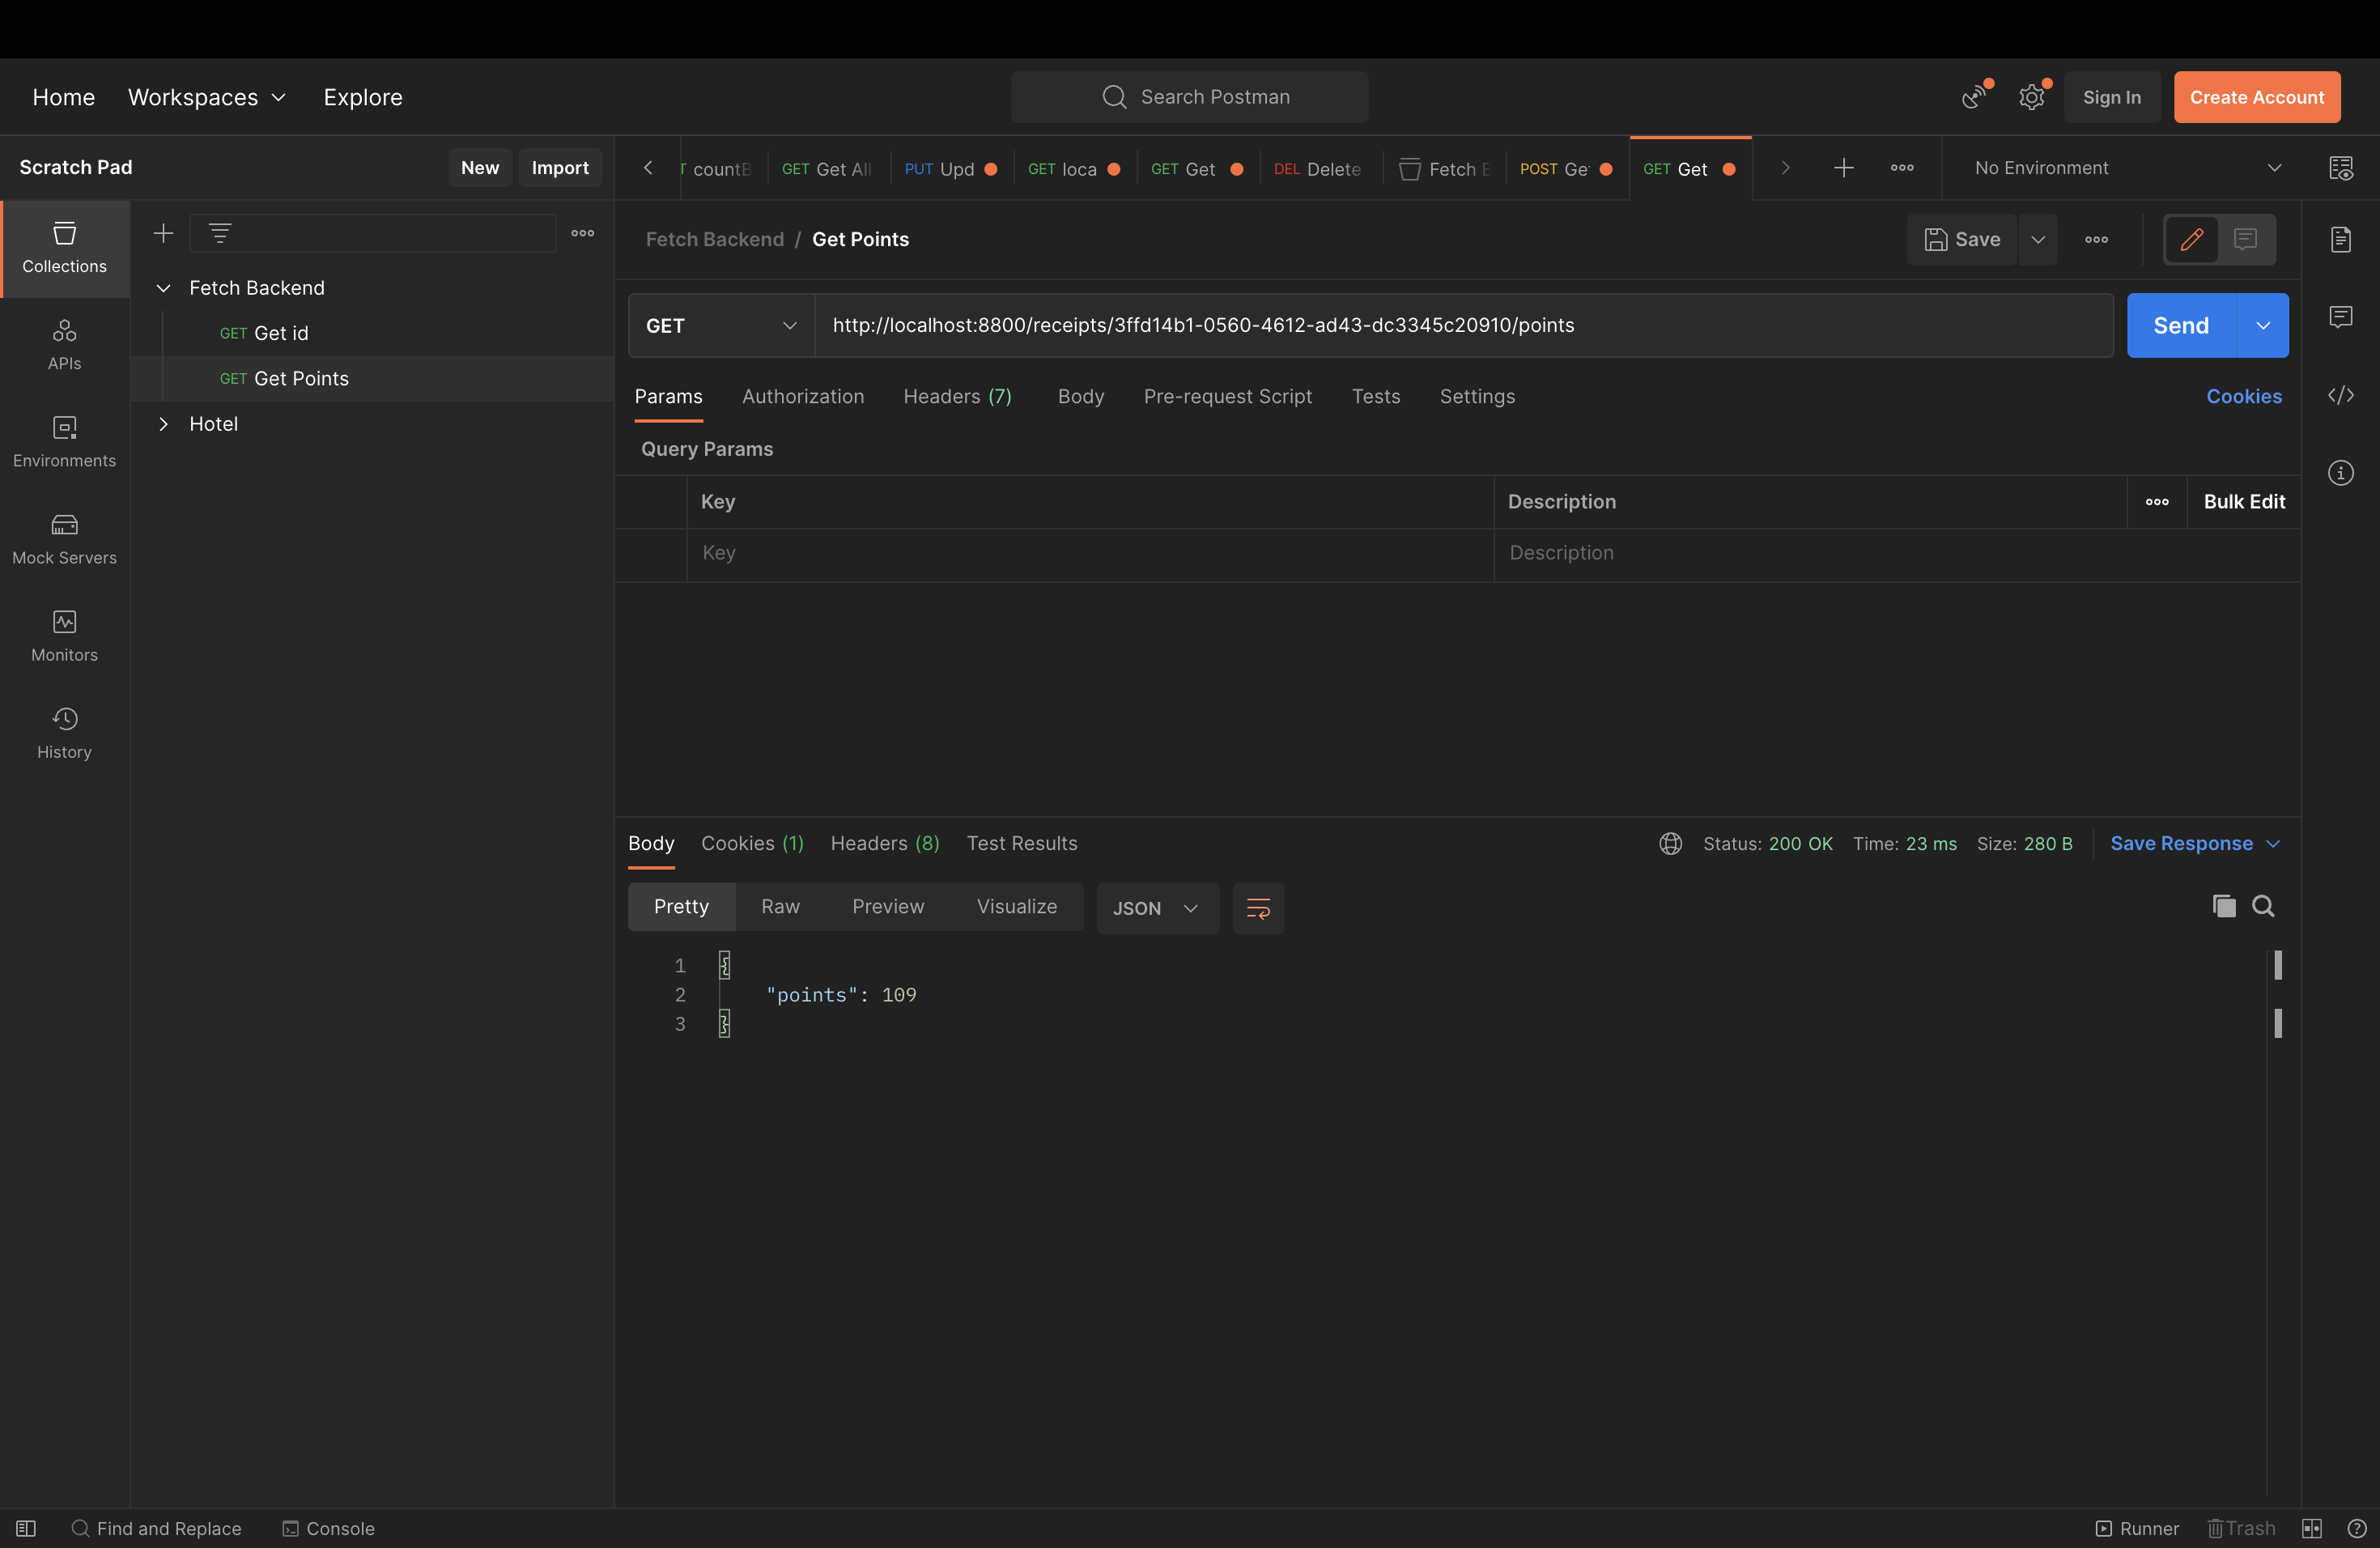 Home Workspaces Explore Search Postman Sign In Create Account
Scratch Pad New Import
countB GET Get All PUT Upd GET loca GET Get DEL Delete Fetch B POST Ge GET Get No Environment
Collections
APIs
Environments
Mock Servers
Monitors
History
Fetch Backend
GET Get id
GET Get Points
Hotel
Fetch Backend / Get Points Save
GET http://localhost:8800/receipts/3ffd14b1-0560-4612-ad43-dc3345c20910/points Send
Params Authorization Headers (7) Body Pre-request Script Tests Settings Cookies
Query Params
Key Description Bulk Edit
Key Description
Body Cookies (1) Headers (8) Test Results Status: 200 OK Time: 23 ms Size: 280 B Save Response
Pretty Raw Preview Visualize JSON
1 {
2 "points": 109
3 }
Find and Replace Console Runner Trash